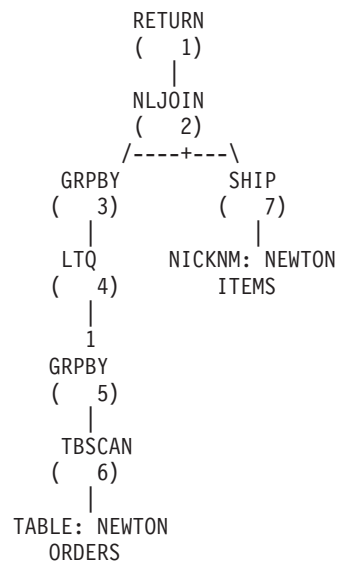 RETURN
( 1)
|
NLJOIN
( 2)
/----+---\
GRPBY SHIP
( 3) ( 7)
| |
LTQ NICKNM: NEWTON
( 4) ITEMS
|
1
GRPBY
( 5)
|
TBSCAN
( 6)
|
TABLE: NEWTON
ORDERS